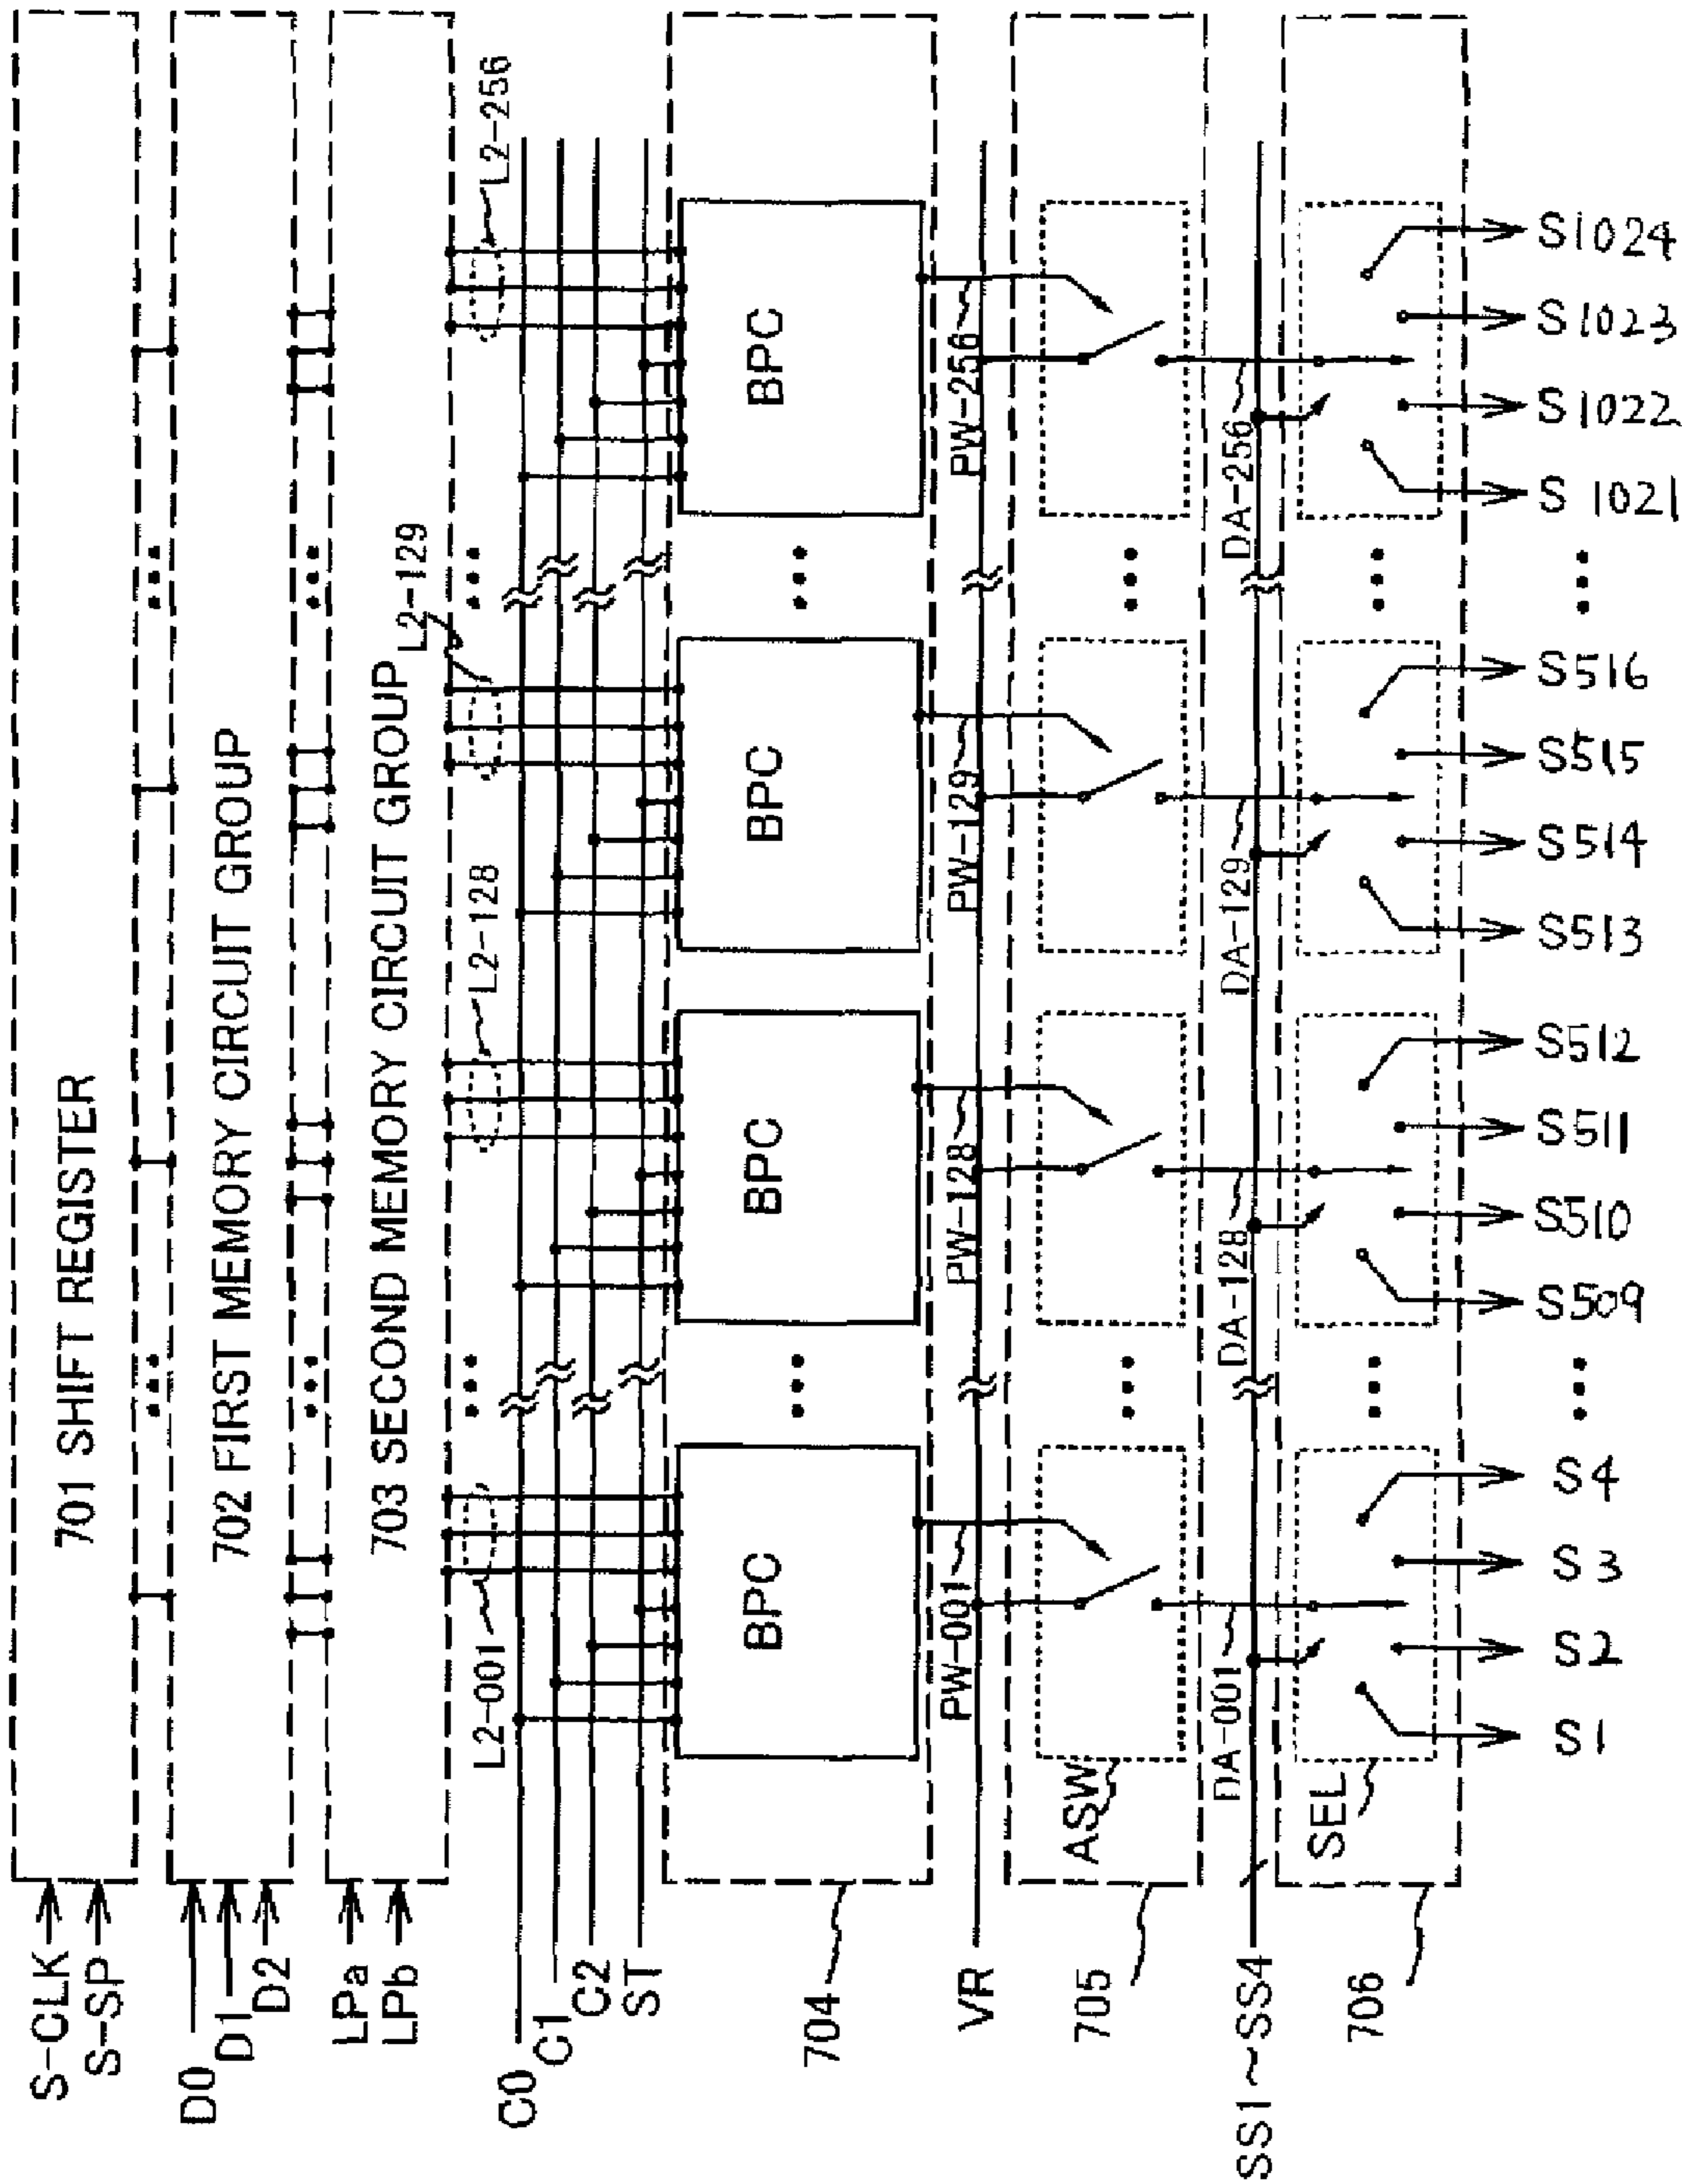 S-CLK
S-SP
701 SHIFT REGISTER
D0
D1
D2
702 FIRST MEMORY CIRCUIT GROUP
LPa
LPb
703 SECOND MEMORY CIRCUIT GROUP
L2-001
L2-128
L2-129
L2-256
C0
C1
C2
ST
704
BPC
BPC
BPC
BPC
VR
PW-001
PW-128
PW-129
PW-256
705
ASW
SS1~SS4
DA-001
DA-128
DA-129
DA-256
706
SEL
S1
S2
S3
S4
S509
S510
S511
S512
S513
S514
S515
S516
S1021
S1022
S1023
S1024